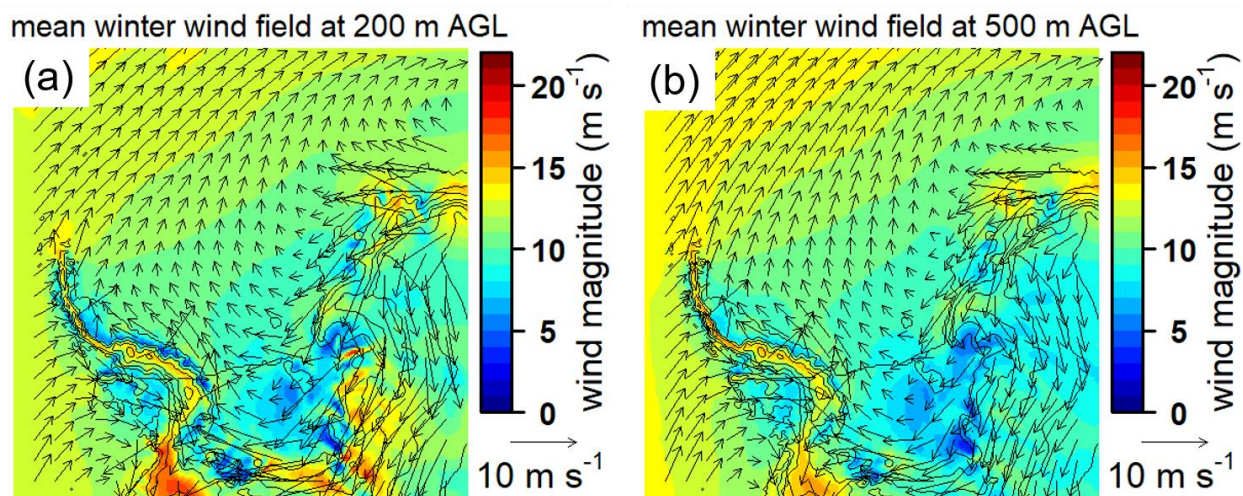 mean winter wind field at 200 m AGL
(a)
20
15
10
5
0
wind magnitude (m s⁻¹)
10 m s⁻¹
mean winter wind field at 500 m AGL
(b)
20
15
10
5
0
wind magnitude (m s⁻¹)
10 m s⁻¹